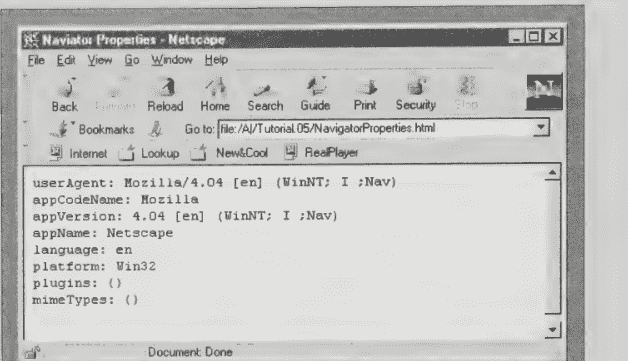 Naviator Properties - Netscape
File Edit View Go Window Help
Back Forward Reload Home Search Guide Print Security Stop
N
Bookmarks Go to: file:/A|/Tutorial.05/NavigatorProperties.html
Internet Lookup New&Cool RealPlayer
userAgent: Mozilla/4.04 [en] (WinNT; I ;Nav)
appCodeName: Mozilla
appVersion: 4.04 [en] (WinNT; I ;Nav)
appName: Netscape
language: en
platform: Win32
plugins: ()
mimeTypes: ()
Document: Done